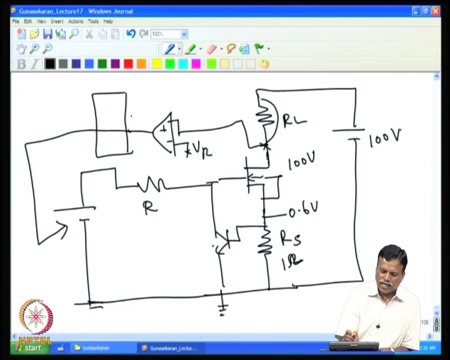 Gunasekaran_Lecture17 - Windows Journal
File Edit View Insert Actions Tools Help
100%
B I
RL
+
-
VR
100V
100V
R
0.6V
RS
1Ω
NPTEL
start
Gunasekaran
Gunasekaran_Lectur...